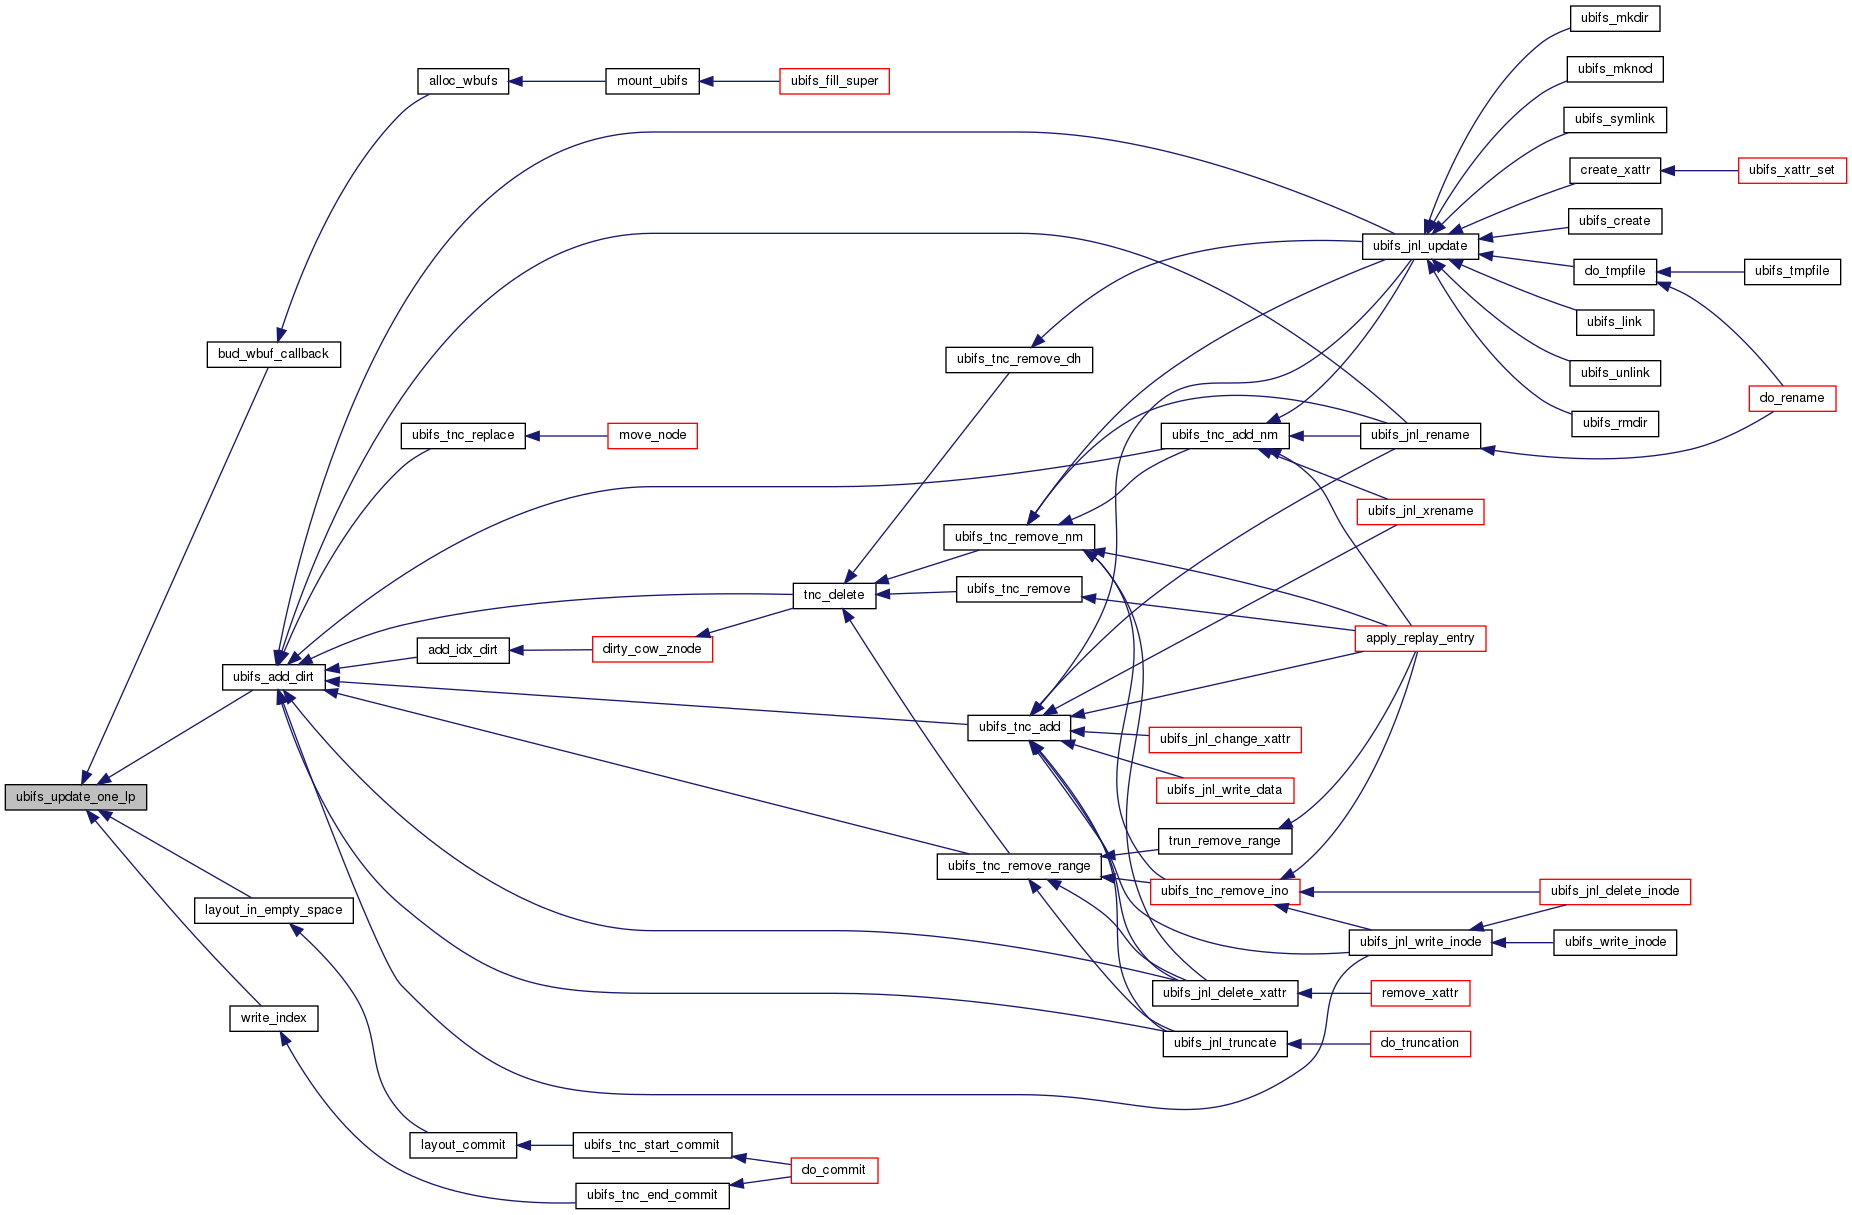 ubifs_mkdir
ubifs_mknod
alloc_wbufs
mount_ubifs
ubifs_fill_super
ubifs_symlink
create_xattr
ubifs_xattr_set
ubifs_create
ubifs_jnl_update
do_tmpfile
ubifs_tmpfile
ubifs_link
bud_wbuf_callback
ubifs_tnc_remove_dh
ubifs_unlink
do_rename
ubifs_rmdir
ubifs_tnc_replace
move_node
ubifs_tnc_add_nm
ubifs_jnl_rename
ubifs_jnl_xrename
ubifs_tnc_remove_nm
tnc_delete
ubifs_tnc_remove
apply_replay_entry
add_idx_dirt
dirty_cow_znode
ubifs_add_dirt
ubifs_tnc_add
ubifs_jnl_change_xattr
ubifs_jnl_write_data
ubifs_update_one_lp
trun_remove_range
ubifs_tnc_remove_range
ubifs_tnc_remove_ino
ubifs_jnl_delete_inode
layout_in_empty_space
ubifs_jnl_write_inode
ubifs_write_inode
ubifs_jnl_delete_xattr
remove_xattr
write_index
ubifs_jnl_truncate
do_truncation
layout_commit
ubifs_tnc_start_commit
do_commit
ubifs_tnc_end_commit